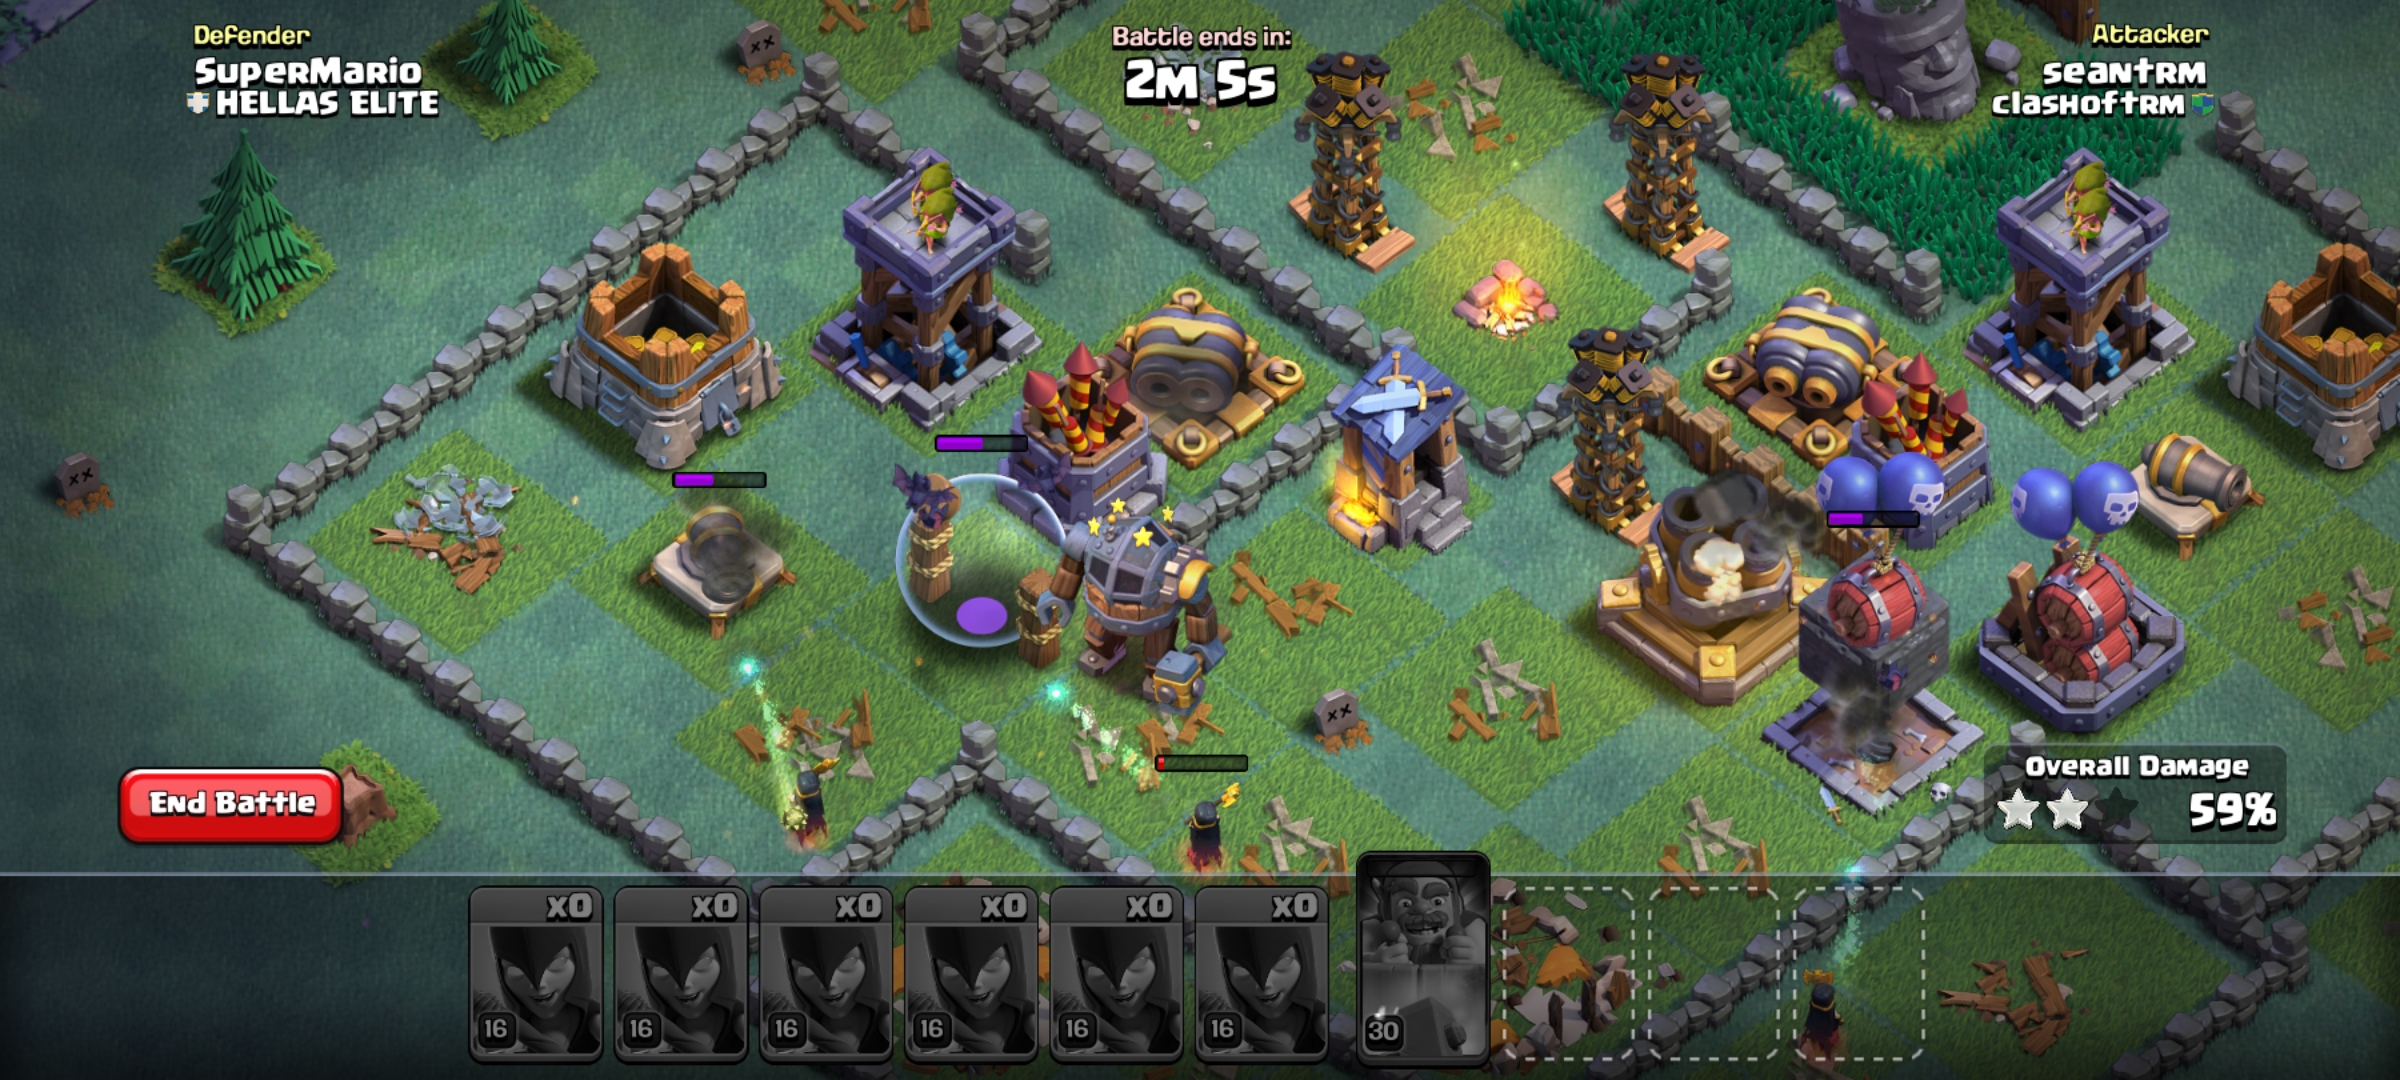 Defender
SuperMario
HELLAS ELITE
Battle ends in:
2M 5s
Attacker
seantrm
clashoftrm
End Battle
Overall Damage
59%
x0
x0
x0
x0
x0
x0
16
16
16
16
16
16
30